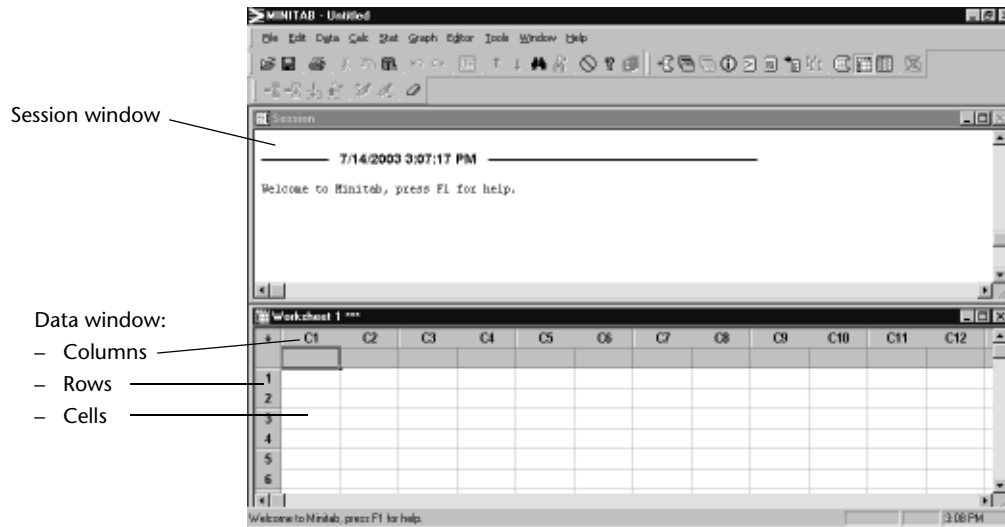 MINITAB - Untitled
File Edit Data Calc Stat Graph Editor Tools Window Help
Session window
Session
7/14/2003 3:07:17 PM
Welcome to Minitab, press F1 for help.
Data window:
– Columns
– Rows
– Cells
Worksheet 1 ***
C1 C2 C3 C4 C5 C6 C7 C8 C9 C10 C11 C12
1
2
3
4
5
6
Welcome to Minitab, press F1 for help.
3:08 PM